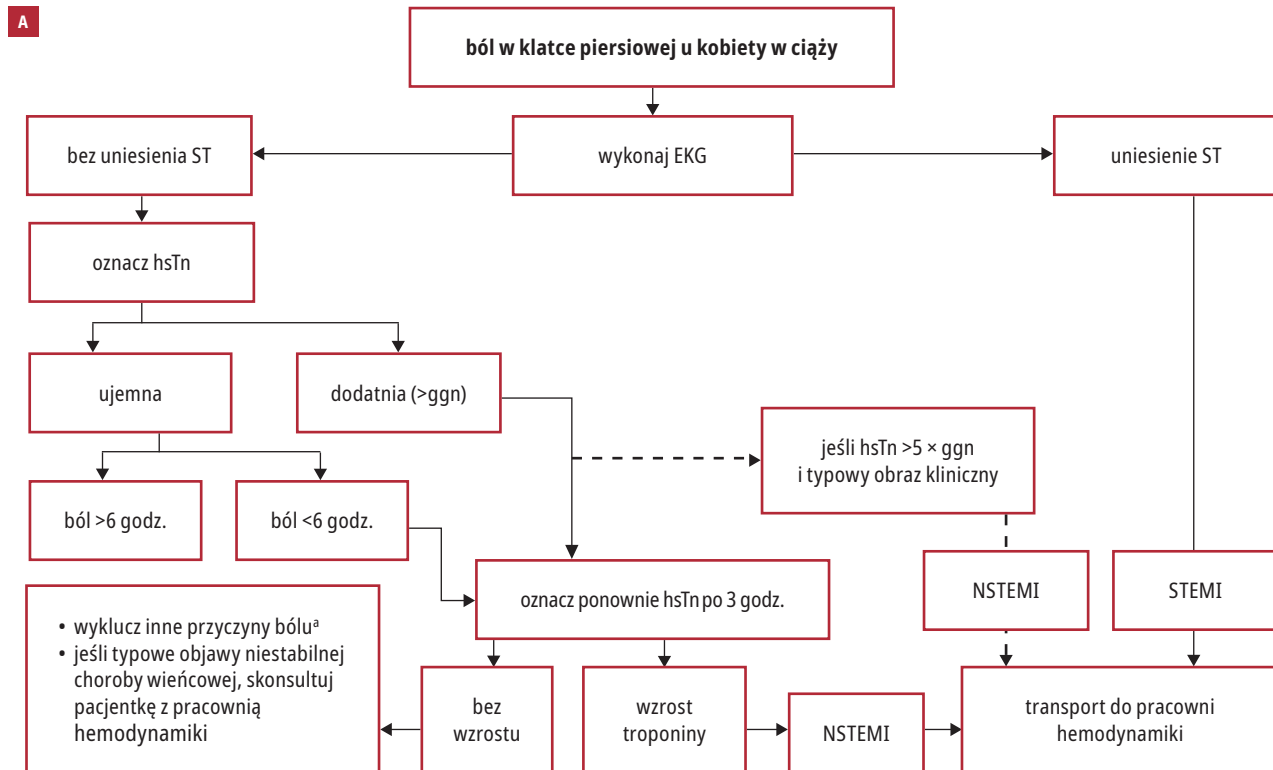 A
ból w klatce piersiowej u kobiety w ciąży
bez uniesienia ST
wykonaj EKG
uniesienie ST
oznacz hsTn
ujemna
dodatnia (>ggn)
jeśli hsTn >5 × ggn
i typowy obraz kliniczny
ból >6 godz.
ból <6 godz.
NSTEMI
STEMI
oznacz ponownie hsTn po 3 godz.
• wyklucz inne przyczyny bóluᵃ
• jeśli typowe objawy niestabilnej
choroby wieńcowej, skonsultuj
pacjentkę z pracownią
hemodynamiki
bez
wzrostu
wzrost
troponiny
NSTEMI
transport do pracowni
hemodynamiki